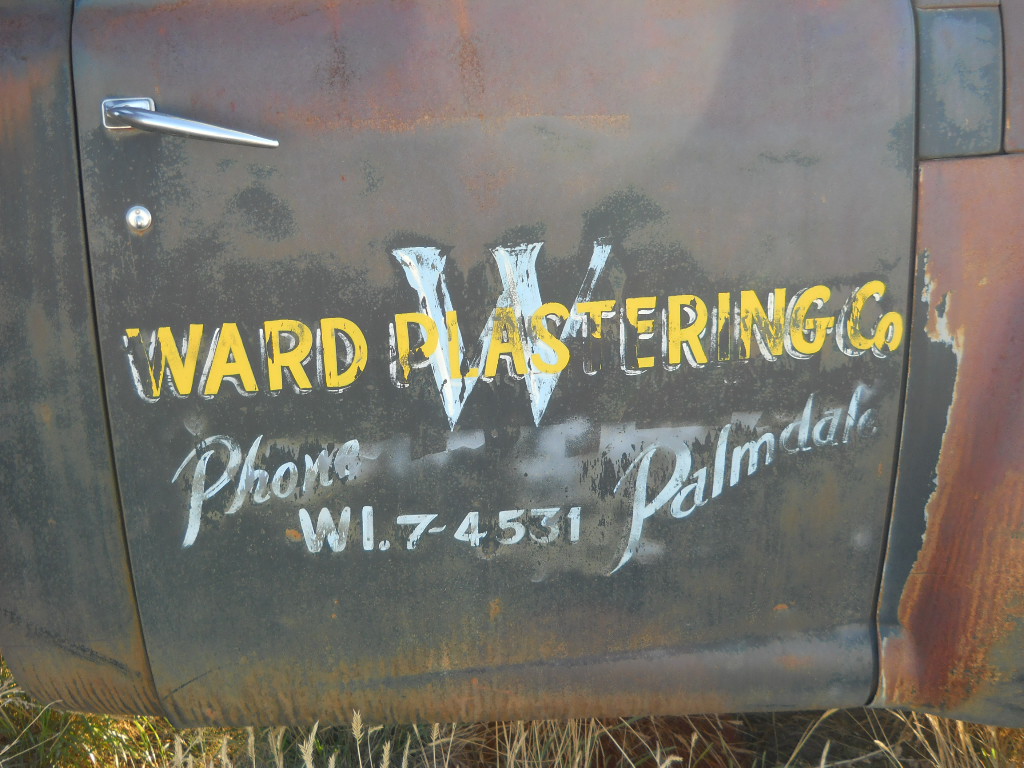 W
WARD PLASTERING Co
Phone Palmdale
WI. 7-4531